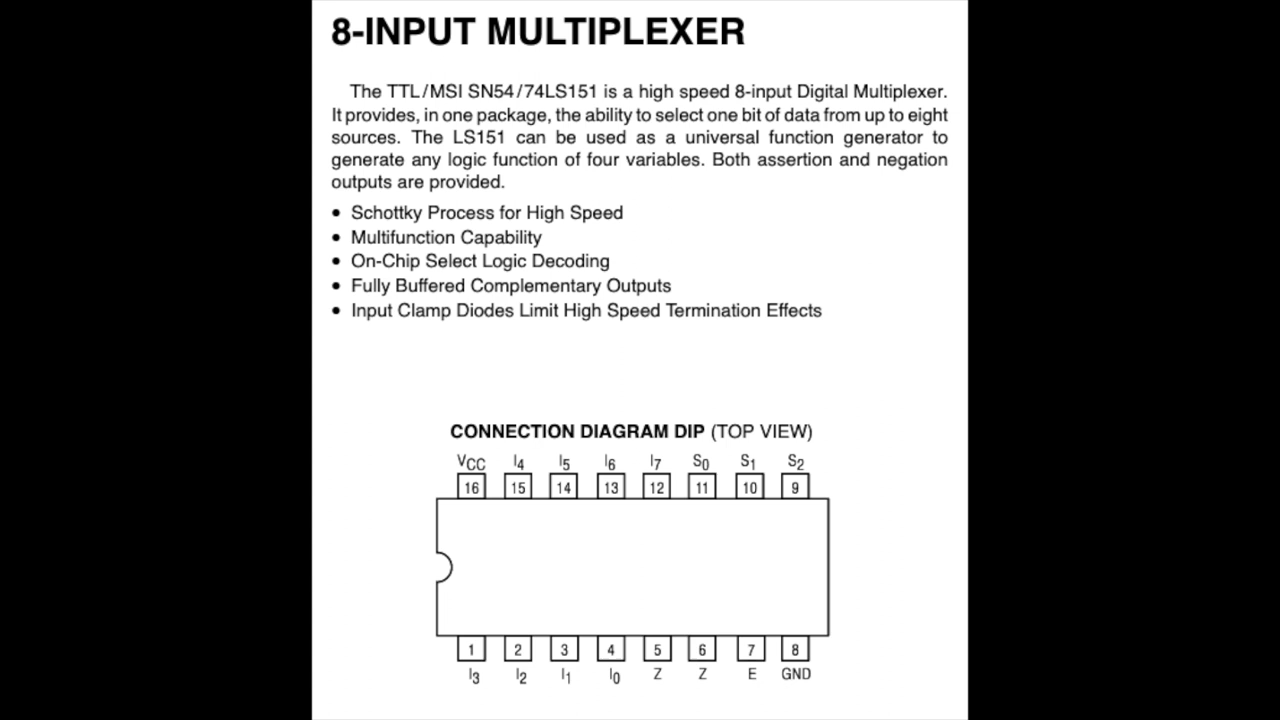 8-INPUT MULTIPLEXER
The TTL/MSI SN54/74LS151 is a high speed 8-input Digital Multiplexer.
It provides, in one package, the ability to select one bit of data from up to eight
sources. The LS151 can be used as a universal function generator to
generate any logic function of four variables. Both assertion and negation
outputs are provided.
• Schottky Process for High Speed
• Multifunction Capability
• On-Chip Select Logic Decoding
• Fully Buffered Complementary Outputs
• Input Clamp Diodes Limit High Speed Termination Effects
CONNECTION DIAGRAM DIP (TOP VIEW)
VCC I4 I5 I6 I7 S0 S1 S2
16 15 14 13 12 11 10 9
1 2 3 4 5 6 7 8
I3 I2 I1 I0 Z Z E GND